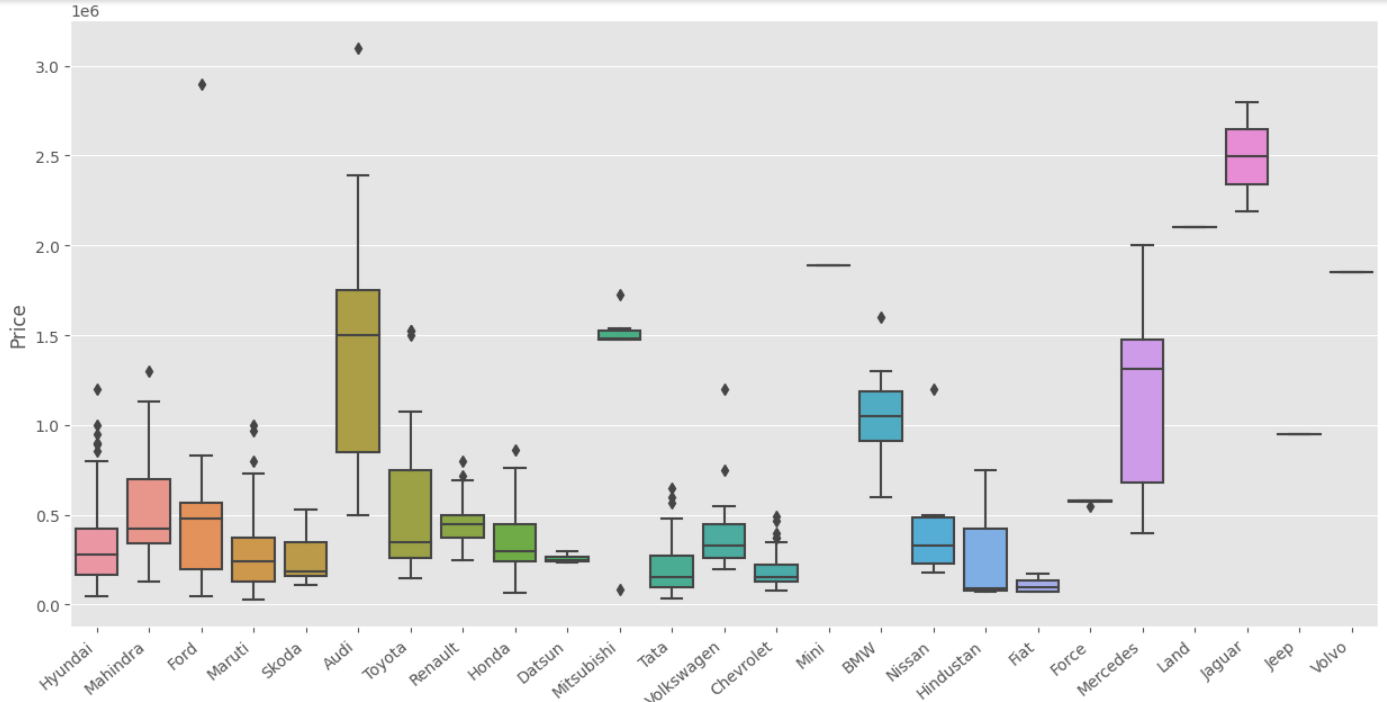 1e6
3.0
2.5
2.0
1.5
1.0
0.5
0.0
Price
Hyundai
Mahindra
Ford
Maruti
Skoda
Audi
Toyota
Renault
Honda
Datsun
Mitsubishi
Tata
Volkswagen
Chevrolet
Mini
BMW
Nissan
Hindustan
Fiat
Force
Mercedes
Land
Jaguar
Jeep
Volvo